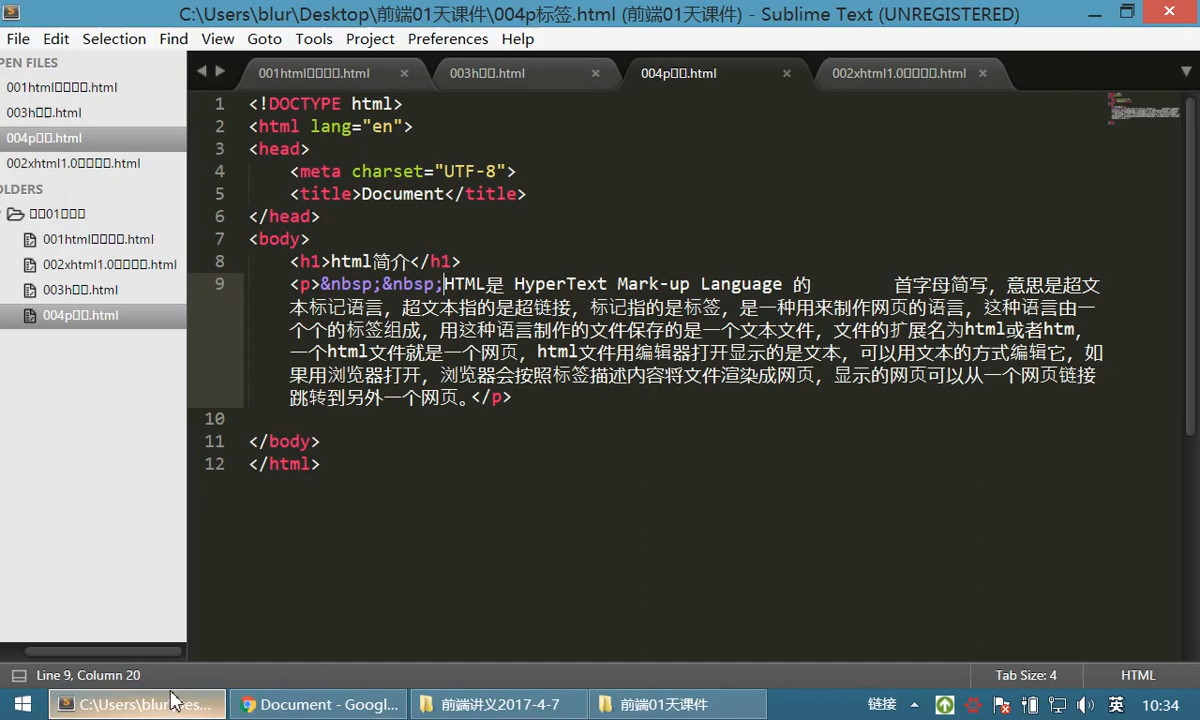 C:\Users\blur\Desktop\前端01天课件\004p标签.html (前端01天课件) - Sublime Text (UNREGISTERED)
File Edit Selection Find View Goto Tools Project Preferences Help
PEN FILES
001html□□□□.html
003h□□.html
004p□□.html
002xhtml1.0□□□□.html
OLDERS
□□01□□□
001html□□□□.html
002xhtml1.0□□□□.html
003h□□.html
004p□□.html
001html□□□□.html × 003h□□.html × 004p□□.html × 002xhtml1.0□□□□.html ×
1 <!DOCTYPE html>
2 <html lang="en">
3 <head>
4 <meta charset="UTF-8">
5 <title>Document</title>
6 </head>
7 <body>
8 <h1>html简介</h1>
9 <p>&nbsp;&nbsp;HTML是 HyperText Mark-up Language 的 首字母简写，意思是超文
本标记语言，超文本指的是超链接，标记指的是标签，是一种用来制作网页的语言，这种语言由一
个个的标签组成，用这种语言制作的文件保存的是一个文本文件，文件的扩展名为html或者htm，
一个html文件就是一个网页，html文件用编辑器打开显示的是文本，可以用文本的方式编辑它，如
果用浏览器打开，浏览器会按照标签描述内容将文件渲染成网页，显示的网页可以从一个网页链接
跳转到另外一个网页。</p>
10
11 </body>
12 </html>
Line 9, Column 20 Tab Size: 4 HTML
C:\Users\blur\Des... Document - Googl... 前端讲义2017-4-7 前端01天课件 链接 英 10:34